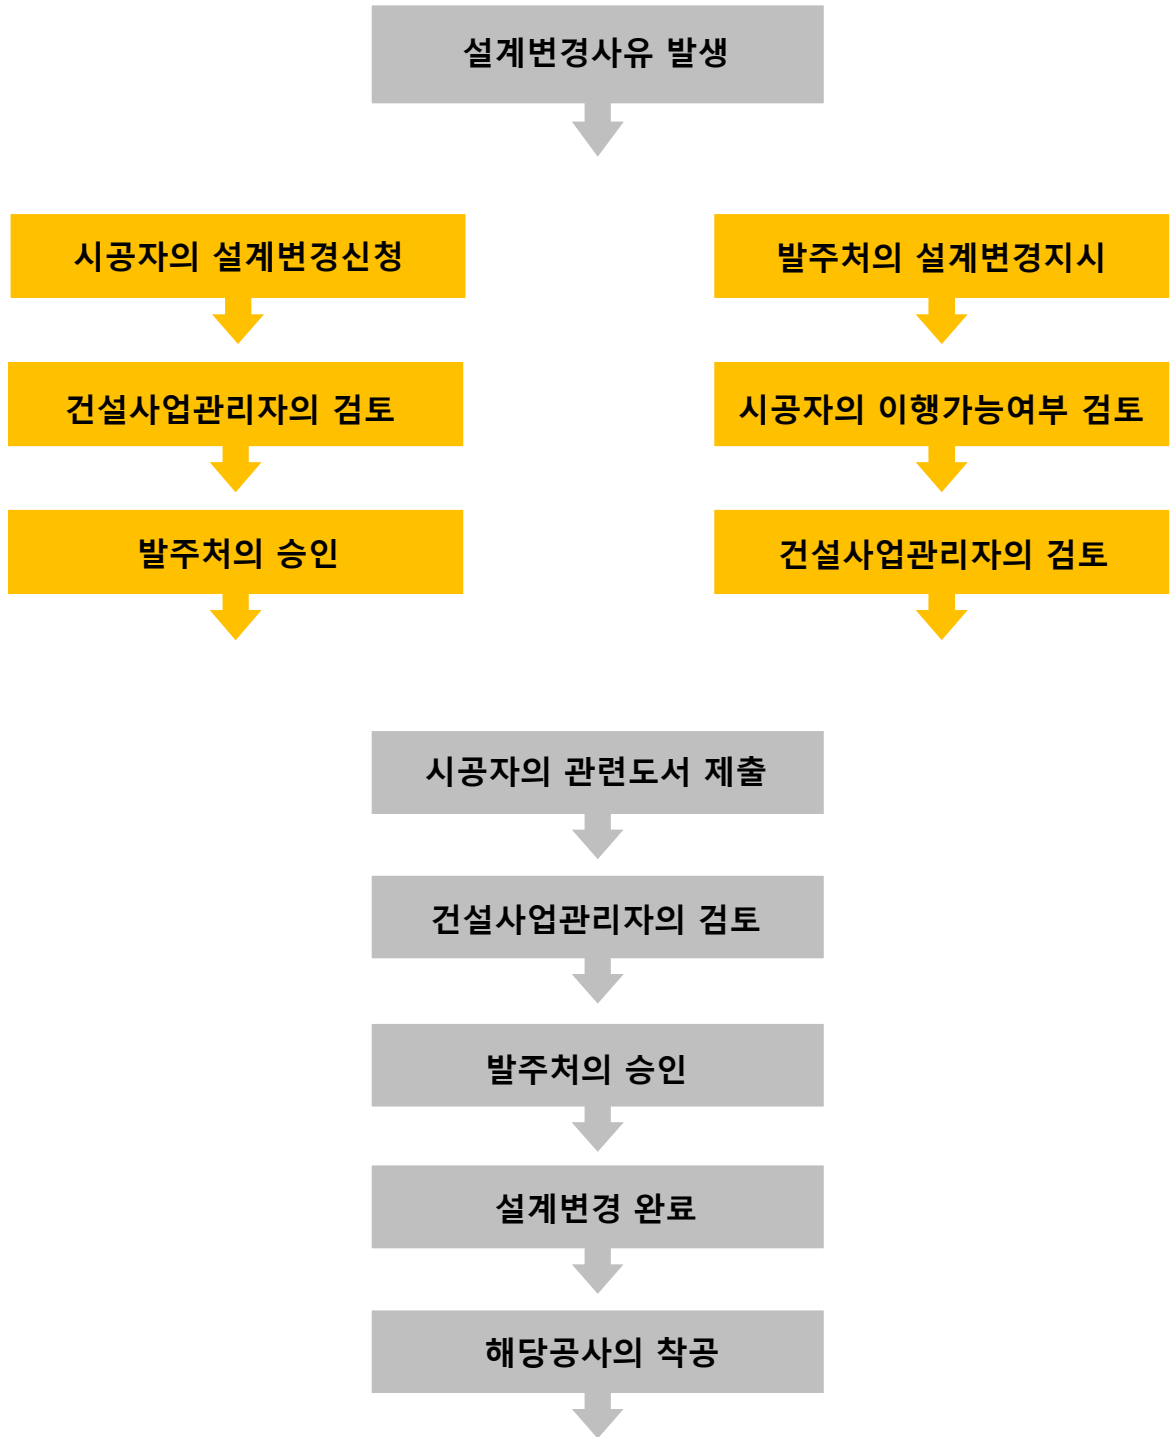 설계변경사유 발생
시공자의 설계변경신청
건설사업관리자의 검토
발주처의 승인
발주처의 설계변경지시
시공자의 이행가능여부 검토
건설사업관리자의 검토
시공자의 관련도서 제출
건설사업관리자의 검토
발주처의 승인
설계변경 완료
해당공사의 착공